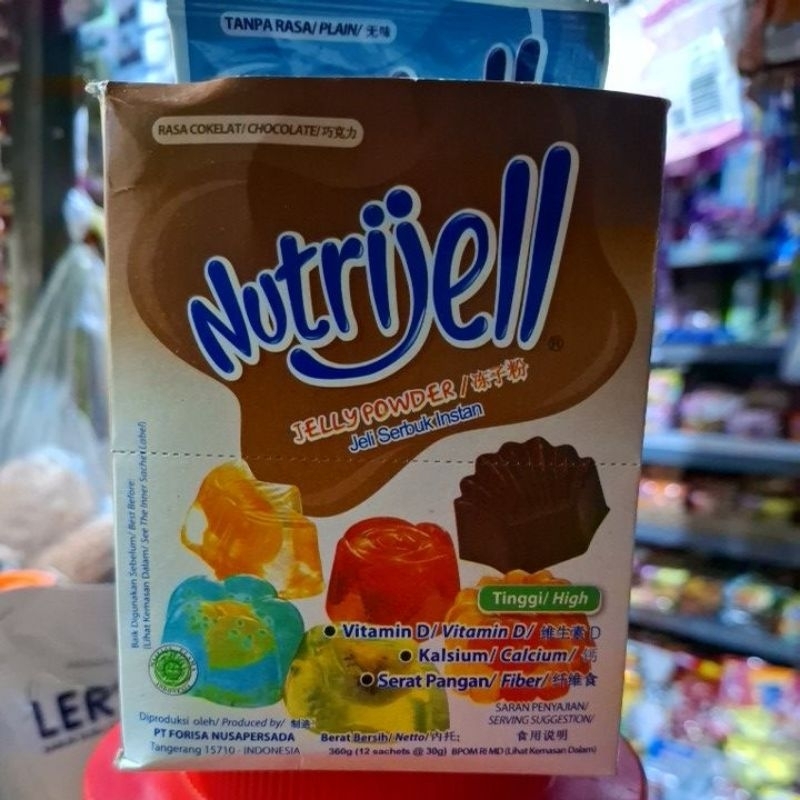 TANPA RASA/ PLAIN/ 无味
RASA COKELAT/ CHOCOLATE/ 巧克力
Nutrijell®
JELLY POWDER / 冻子粉
Jeli Serbuk Instan
Baik Digunakan Sebelum/ Best Before:
(Lihat Kemasan Dalam/ See The Inner Sachet Label)
Tinggi/ High
• Vitamin D/ Vitamin D/ 维生素 D
• Kalsium/ Calcium/ 钙
• Serat Pangan/ Fiber/ 纤维食
SARAN PENYAJIAN/
SERVING SUGGESTION/
食用说明
Diproduksi oleh/ Produced by/ 制造:
PT FORISA NUSAPERSADA
Tangerang 15710 - INDONESIA
Berat Bersih/ Netto/ 内托:
360g (12 sachets @ 30g) BPOM RI MD (Lihat Kemasan Dalam)
LER